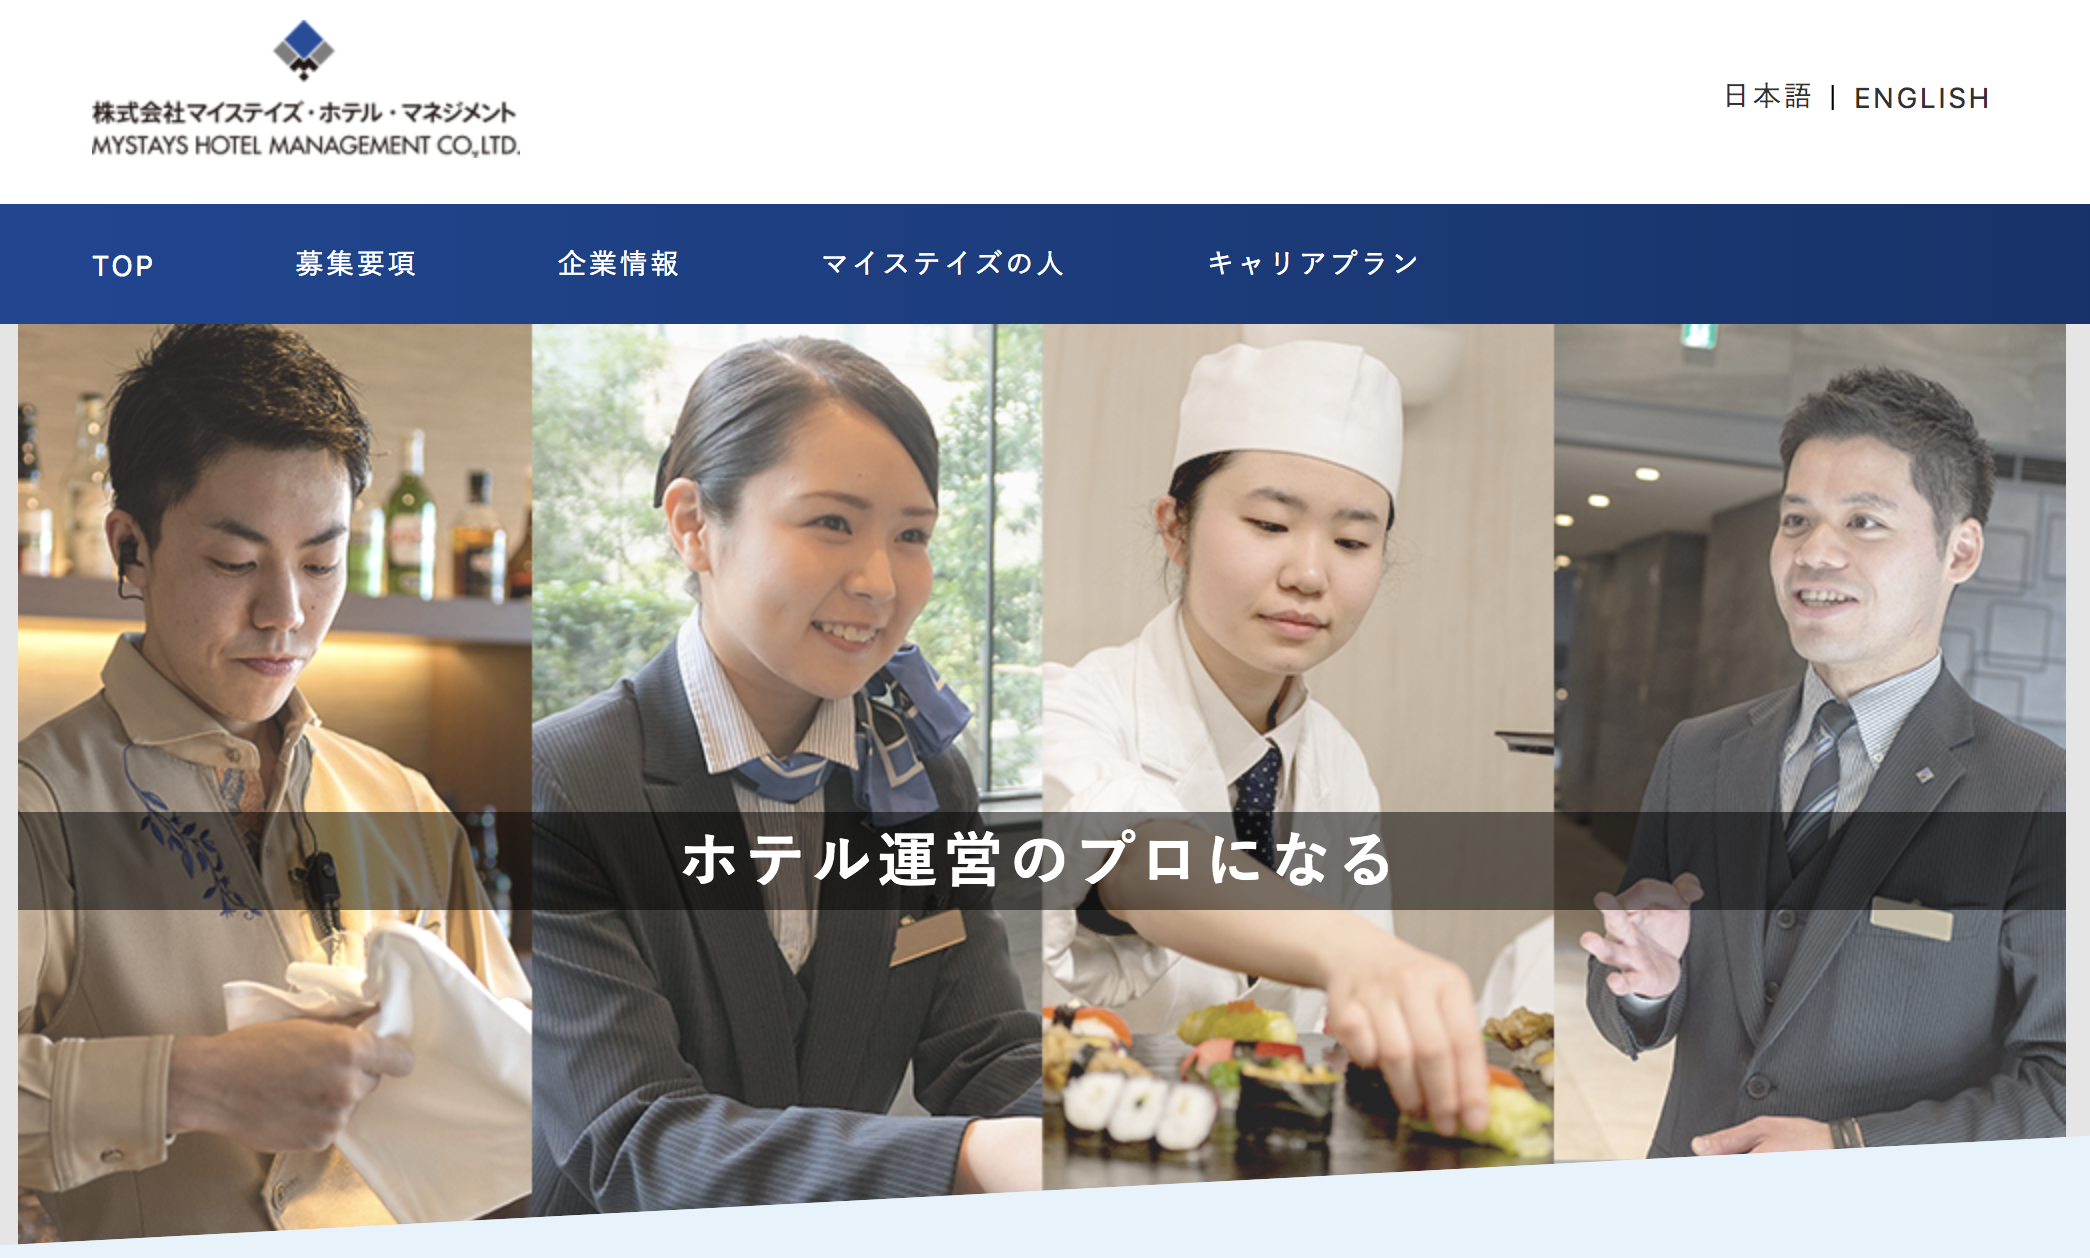 株式会社マイステイズ・ホテル・マネジメント
MYSTAYS HOTEL MANAGEMENT CO.,LTD.
日本語 | ENGLISH
TOP 募集要項 企業情報 マイステイズの人 キャリアプラン
ホテル運営のプロになる